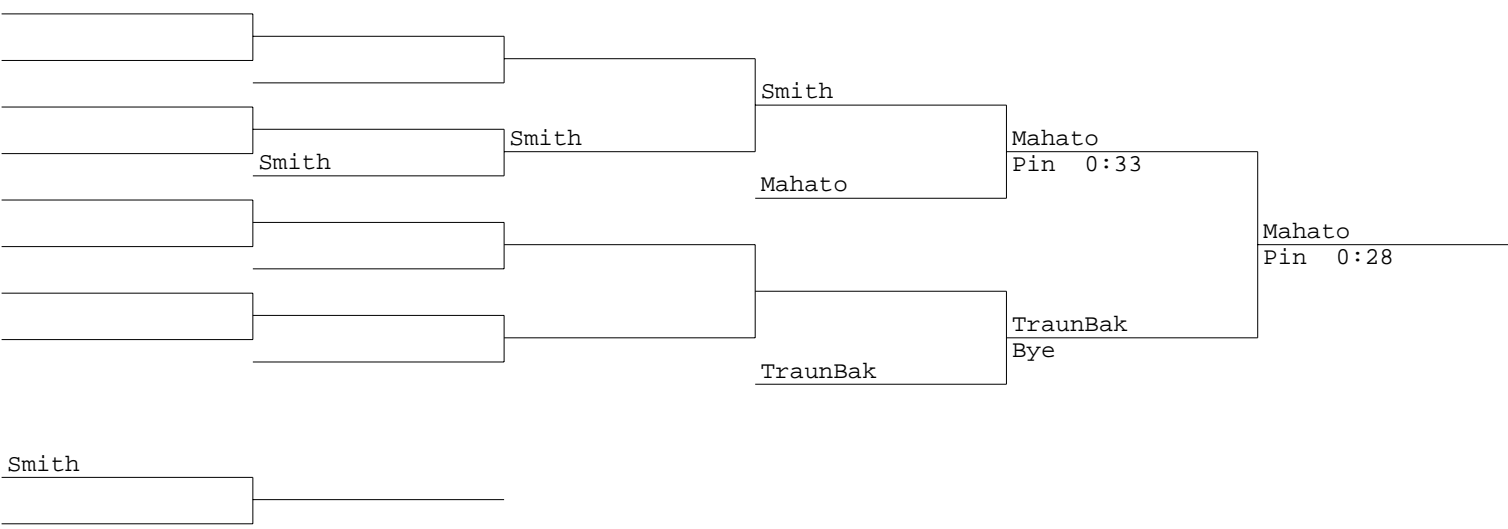 Smith
Smith
Mahato
Smith
Pin  0:33
Mahato
Mahato
Pin  0:28
TraunBak
Bye
TraunBak
Smith